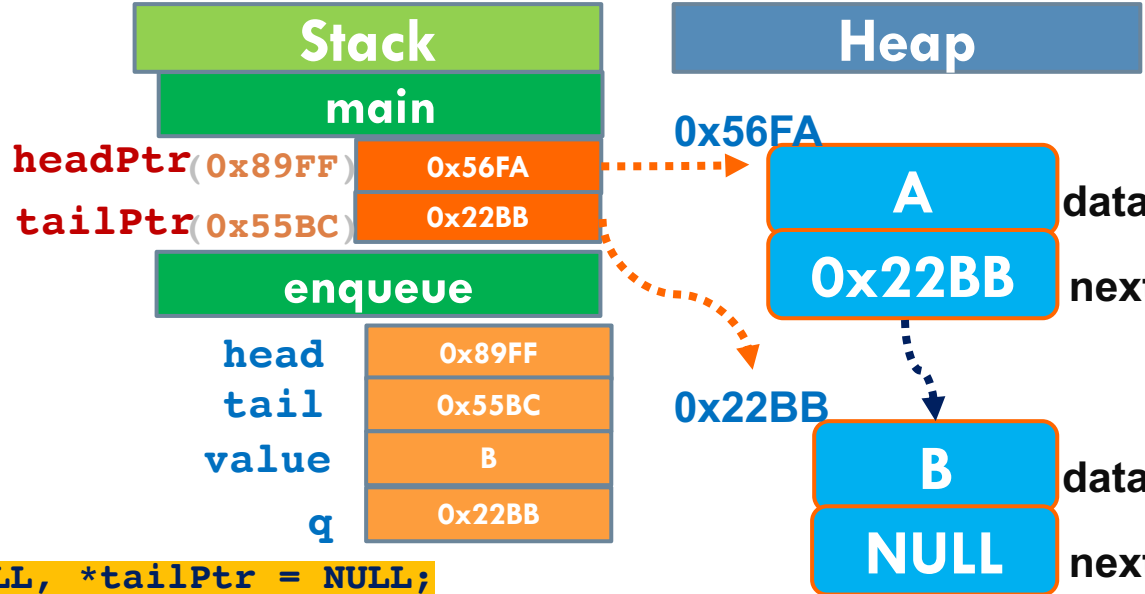 Stack
Heap
main
0x56FA
headPtr(0x89FF) 0x56FA
A data
tailPtr(0x55BC) 0x22BB
0x22BB next
enqueue
head 0x89FF
tail 0x55BC
0x22BB
value B
B data
q 0x22BB
NULL next
LL, *tailPtr = NULL;